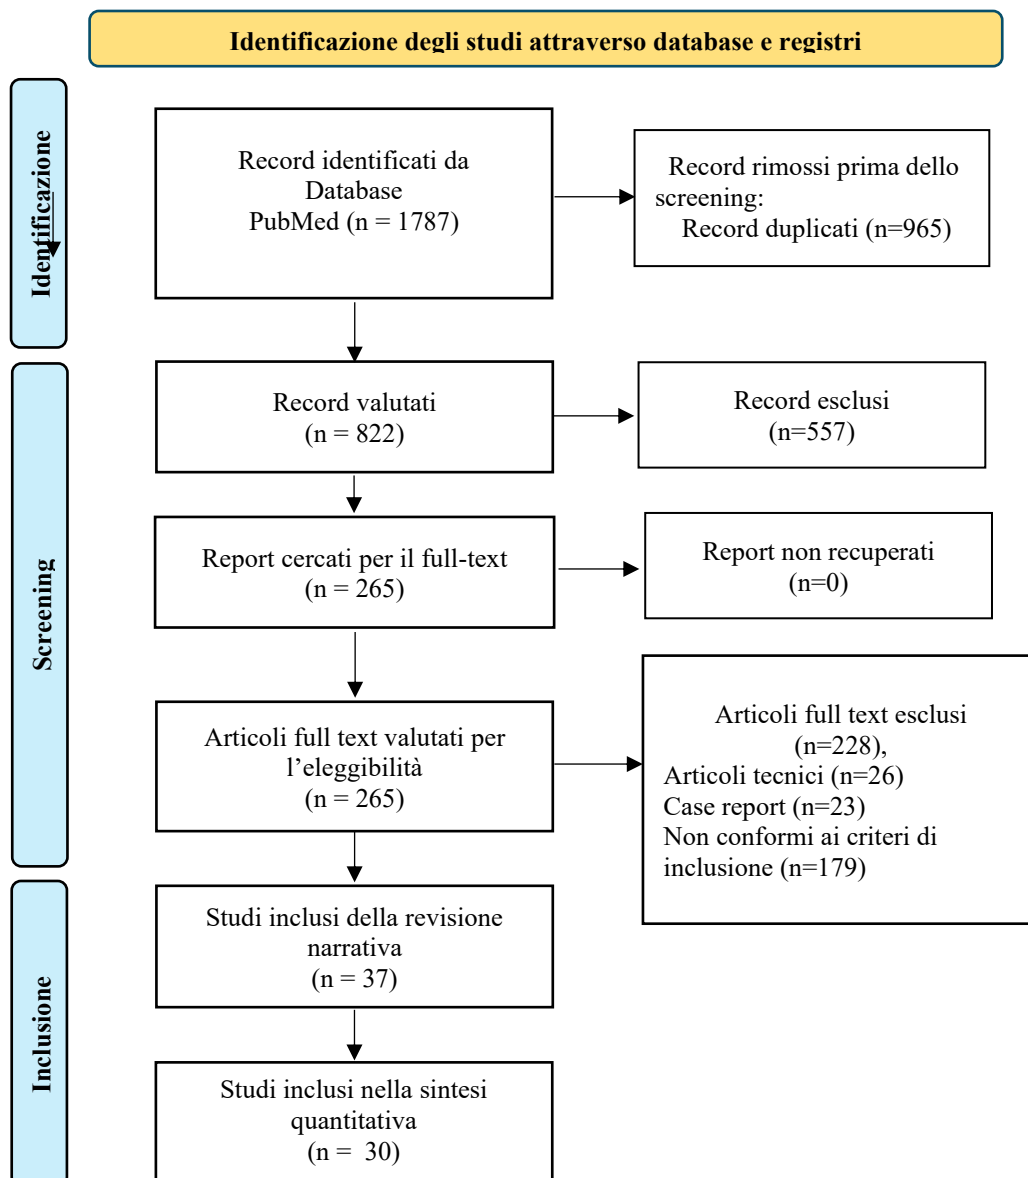 Identificazione degli studi attraverso database e registri
Identificazione
Record identificati da
Database
PubMed (n = 1787)
Record rimossi prima dello
screening:
Record duplicati (n=965)
Screening
Record valutati
(n = 822)
Record esclusi
(n=557)
Report cercati per il full-text
(n = 265)
Report non recuperati
(n=0)
Articoli full text valutati per
l’eleggibilità
(n = 265)
Articoli full text esclusi
(n=228),
Articoli tecnici (n=26)
Case report (n=23)
Non conformi ai criteri di
inclusione (n=179)
Inclusione
Studi inclusi della revisione
narrativa
(n = 37)
Studi inclusi nella sintesi
quantitativa
(n =  30)